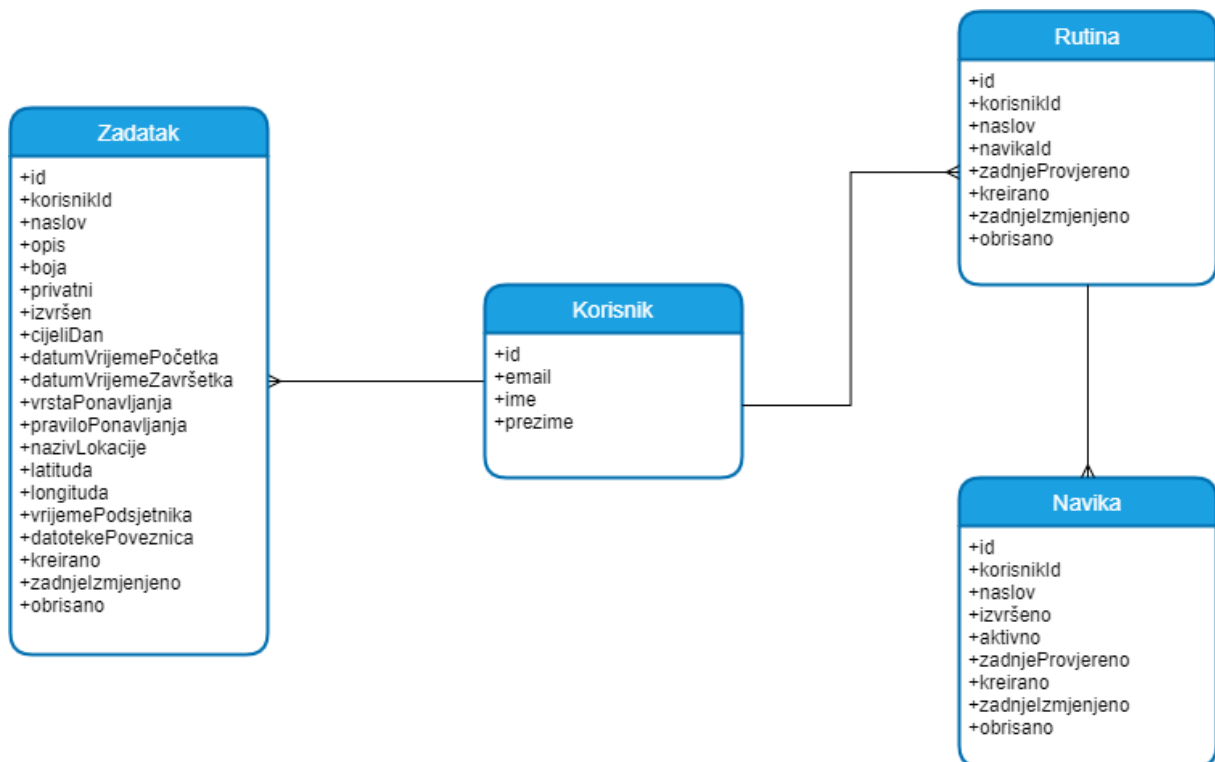 Zadatak
+id
+korisnikId
+naslov
+opis
+boja
+privatni
+izvršen
+cijeliDan
+datumVrijemePočetka
+datumVrijemeZavršetka
+vrstaPonavljanja
+praviloPonavljanja
+nazivLokacije
+latituda
+longituda
+vrijemePodsjetnika
+datotekePoveznica
+kreirano
+zadnjeIzmjenjeno
+obrisano
Korisnik
+id
+email
+ime
+prezime
Rutina
+id
+korisnikId
+naslov
+navikaId
+zadnjeProvjereno
+kreirano
+zadnjeIzmjenjeno
+obrisano
Navika
+id
+korisnikId
+naslov
+izvršeno
+aktivno
+zadnjeProvjereno
+kreirano
+zadnjeIzmjenjeno
+obrisano